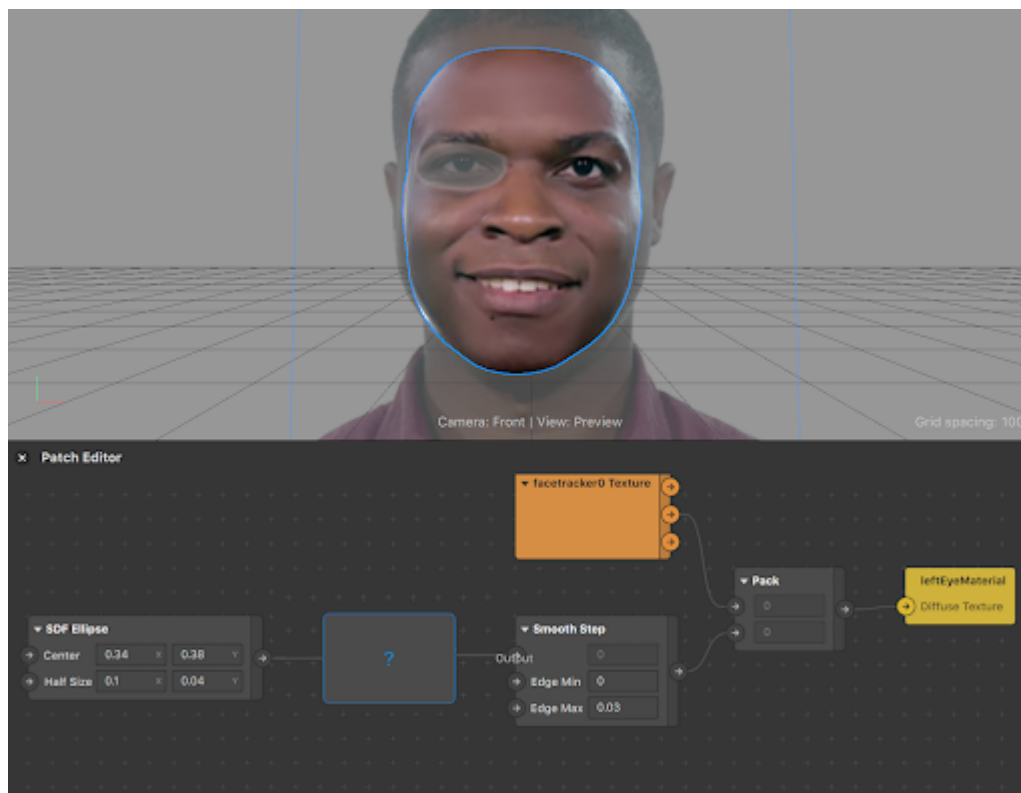 Camera: Front | View: Preview
Grid spacing: 100
× Patch Editor
facetracker0 Texture
Pack
0
0
leftEyeMaterial
Diffuse Texture
SDF Ellipse
Center 0.34 X 0.38 Y
Half Size 0.1 X 0.04 Y
?
Smooth Step
Output 0
Edge Min 0
Edge Max 0.03